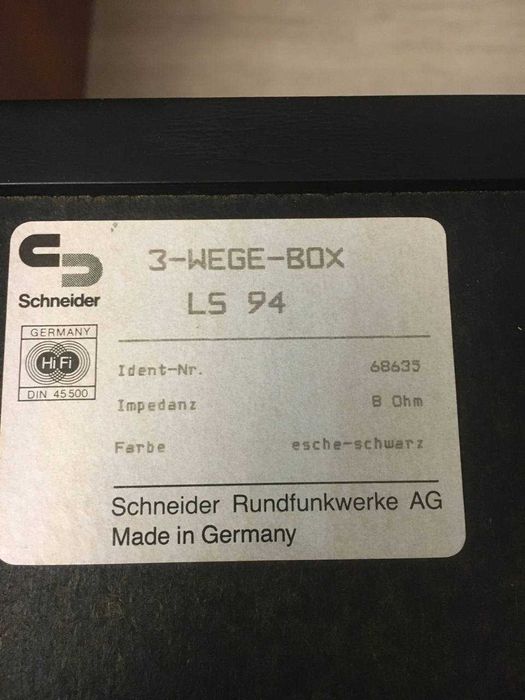 3-WEGE-BOX
LS 94
Schneider
GERMANY
HiFi
DIN 45500
Ident-Nr. 68635
Impedanz 8 Ohm
Farbe esche-schwarz
Schneider Rundfunkwerke AG
Made in Germany